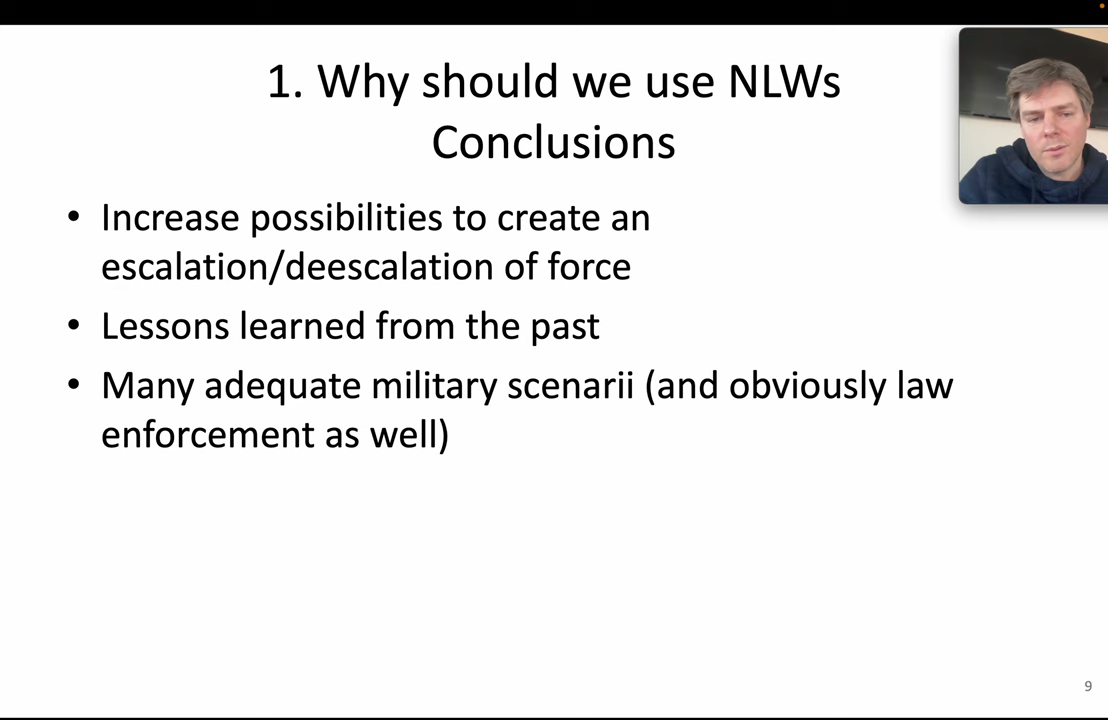 1. Why should we use NLWs
Conclusions
• Increase possibilities to create an
escalation/deescalation of force
• Lessons learned from the past
• Many adequate military scenarii (and obviously law
enforcement as well)
9